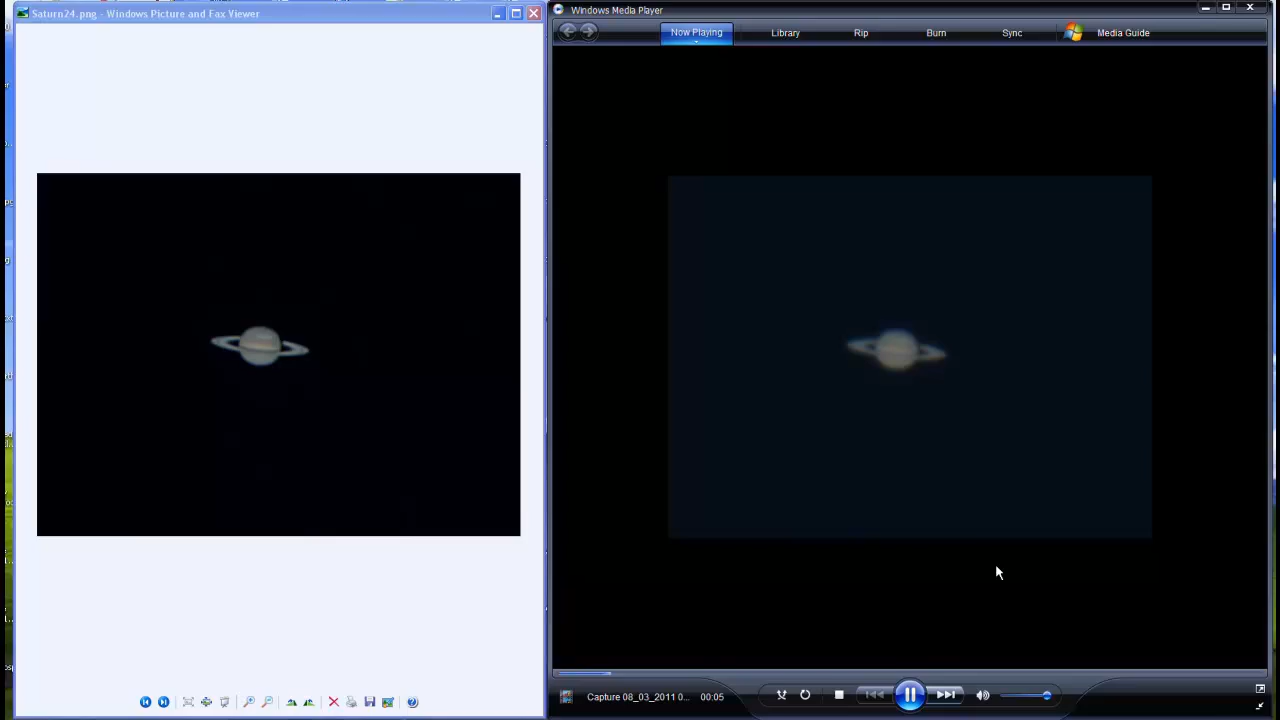 Saturn24.png - Windows Picture and Fax Viewer
Windows Media Player
Now Playing
Library
Rip
Burn
Sync
Media Guide
Capture 08_03_2011 0...
00:05